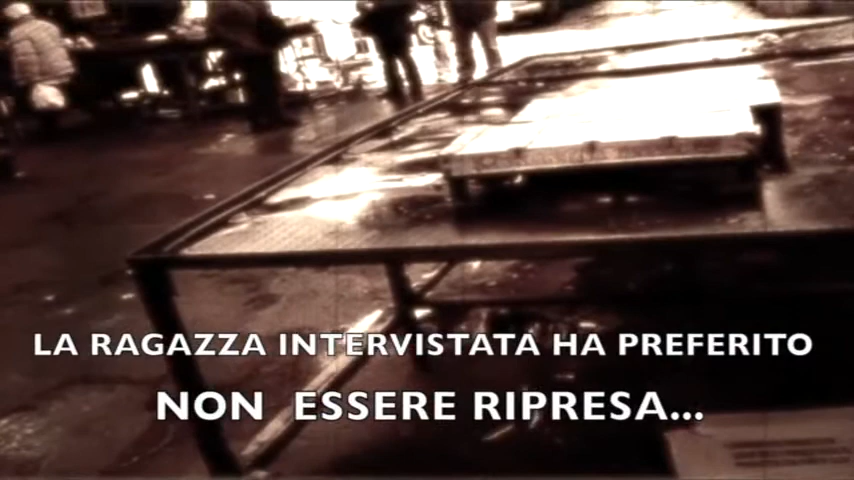 LA RAGAZZA INTERVISTATA HA PREFERITO
NON ESSERE RIPRESA...